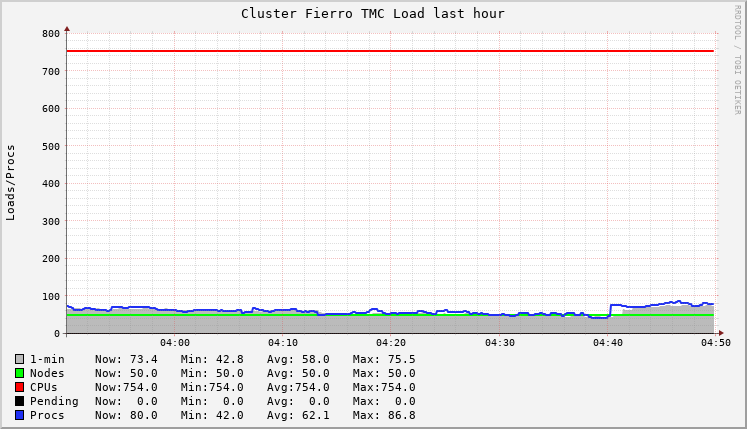 Cluster Fierro TMC Load last hour
RRDTOOL / TOBI OETIKER
Loads/Procs
800
700
600
500
400
300
200
100
0
04:00 04:10 04:20 04:30 04:40 04:50
1-min Now: 73.4 Min: 42.8 Avg: 58.0 Max: 75.5
Nodes Now: 50.0 Min: 50.0 Avg: 50.0 Max: 50.0
CPUs Now:754.0 Min:754.0 Avg:754.0 Max:754.0
Pending Now: 0.0 Min: 0.0 Avg: 0.0 Max: 0.0
Procs Now: 80.0 Min: 42.0 Avg: 62.1 Max: 86.8